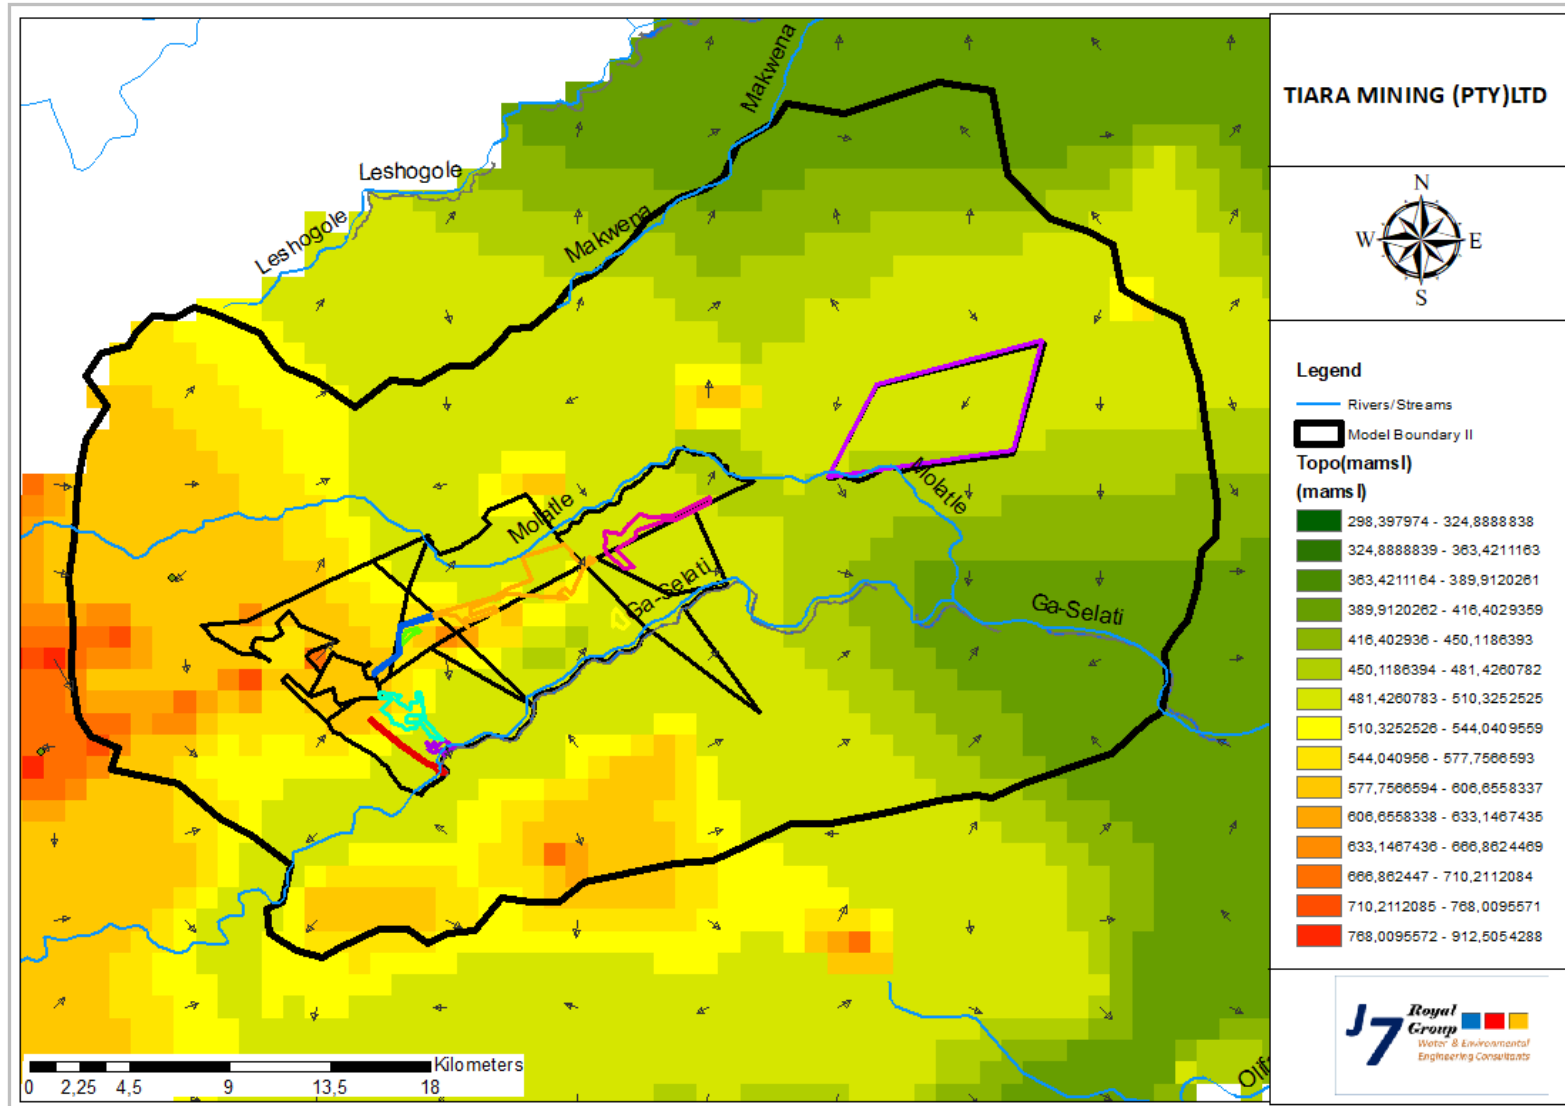 Makwena
Leshogole
Leshogole
Makwena
Molatle
Molatle
Ga-Selati
Ga-Selati
Kilometers
0 2,25 4,5 9 13,5 18
TIARA MINING (PTY)LTD
N
W E
S
Legend
Rivers/Streams
Model Boundary II
Topo(mamsl)
(mamsl)
298,397974 - 324,8888838
324,8888839 - 363,4211163
363,4211164 - 389,9120261
389,9120262 - 416,4029359
416,402936 - 450,1186393
450,1186394 - 481,4260782
481,4260783 - 510,3252525
510,3252526 - 544,0409559
544,040956 - 577,7566593
577,7566594 - 606,6558337
606,6558338 - 633,1467435
633,1467436 - 666,8624469
666,862447 - 710,2112084
710,2112085 - 768,0095571
768,0095572 - 912,5054288
J7 Royal
Group
Water & Environmental
Engineering Consultants